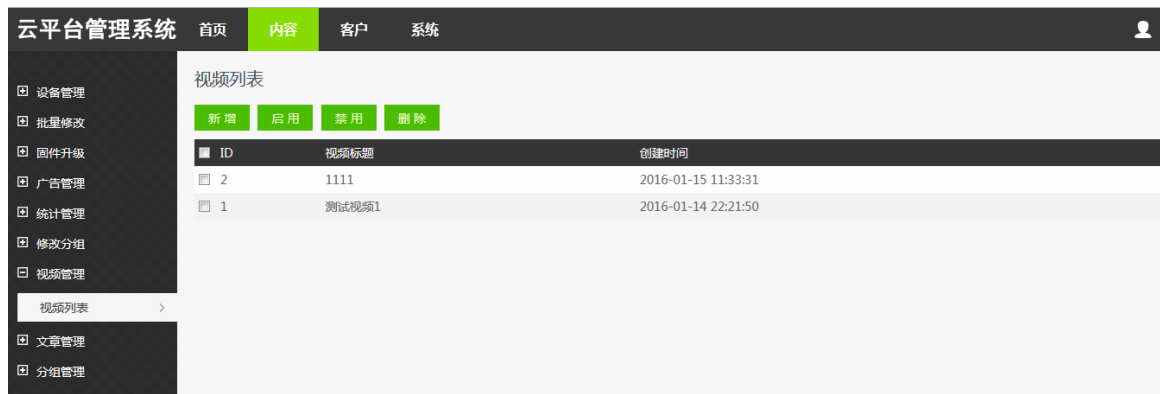 云平台管理系统 首页 内容 客户 系统
设备管理
批量修改
固件升级
广告管理
统计管理
修改分组
视频管理
视频列表
文章管理
分组管理
视频列表
新增 启用 禁用 删除
ID 视频标题 创建时间
2 1111 2016-01-15 11:33:31
1 测试视频1 2016-01-14 22:21:50